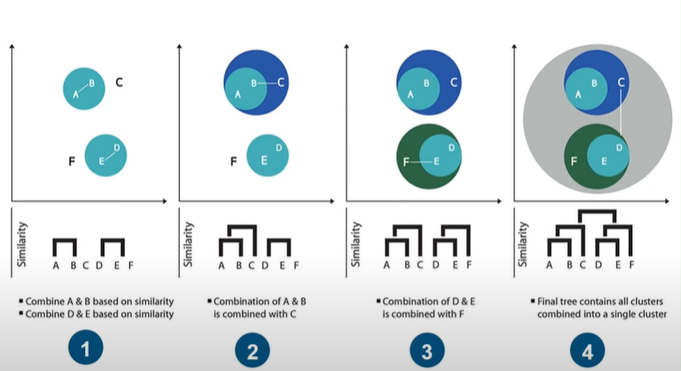 B
A
C
D
E
F
Similarity
A B C D E F
Combine A & B based on similarity
Combine D & E based on similarity
1
B
C
A
D
E
F
Similarity
A B C D E F
Combination of A & B
is combined with C
2
B
C
A
D
F
E
Similarity
A B C D E F
Combination of D & E
is combined with F
3
B
C
A
D
F
E
Similarity
A B C D E F
Final tree contains all clusters
combined into a single cluster
4